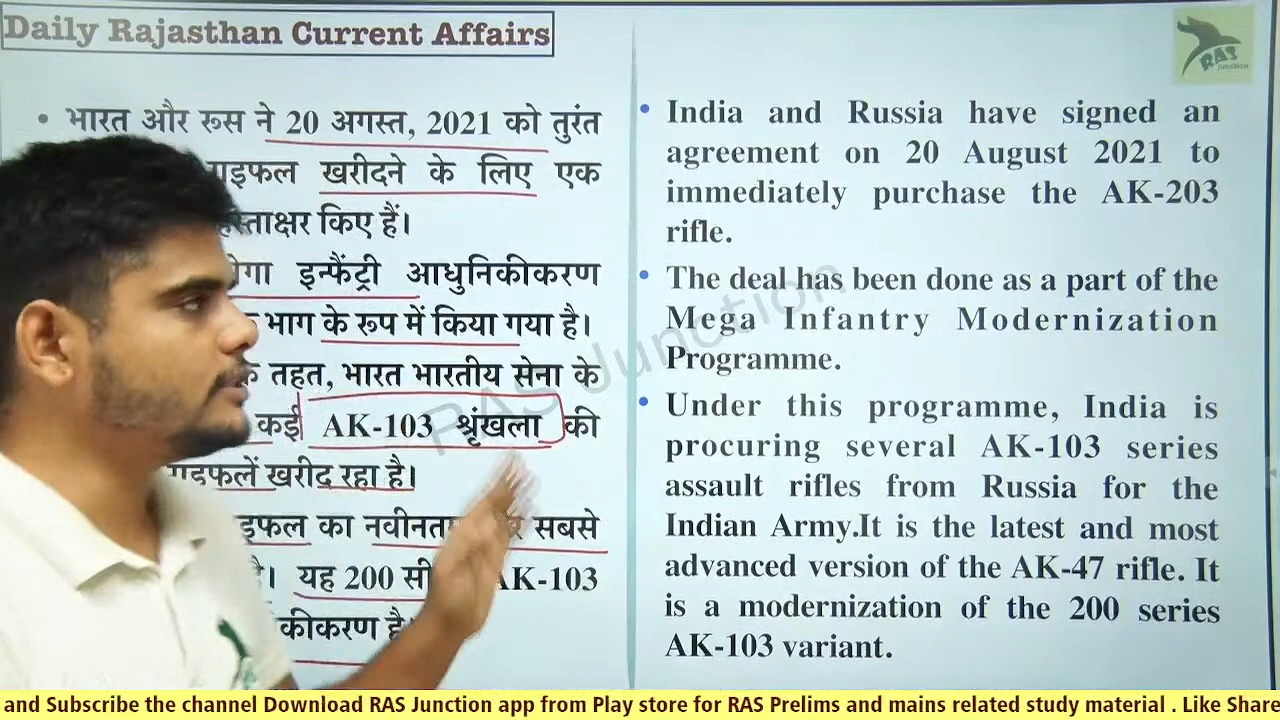 Daily Rajasthan Current Affairs
RAS
Junction
• भारत और रूस ने 20 अगस्त, 2021 को तुरंत
खरीदने के लिए एक
किए हैं।
इन्फैंट्री आधुनिकीकरण
भाग के रूप में किया गया है।
तहत, भारत भारतीय सेना के
कई AK-103 श्रृंखला की
खरीद रहा है।
का सबसे
यह 200 AK-103
• India and Russia have signed an
agreement on 20 August 2021 to
immediately purchase the AK-203
rifle.
• The deal has been done as a part of the
Mega Infantry Modernization
Programme.
• Under this programme, India is
procuring several AK-103 series
assault rifles from Russia for the
Indian Army.It is the latest and most
advanced version of the AK-47 rifle. It
is a modernization of the 200 series
AK-103 variant.
RAS Junction
and Subscribe the channel Download RAS Junction app from Play store for RAS Prelims and mains related study material . Like Share